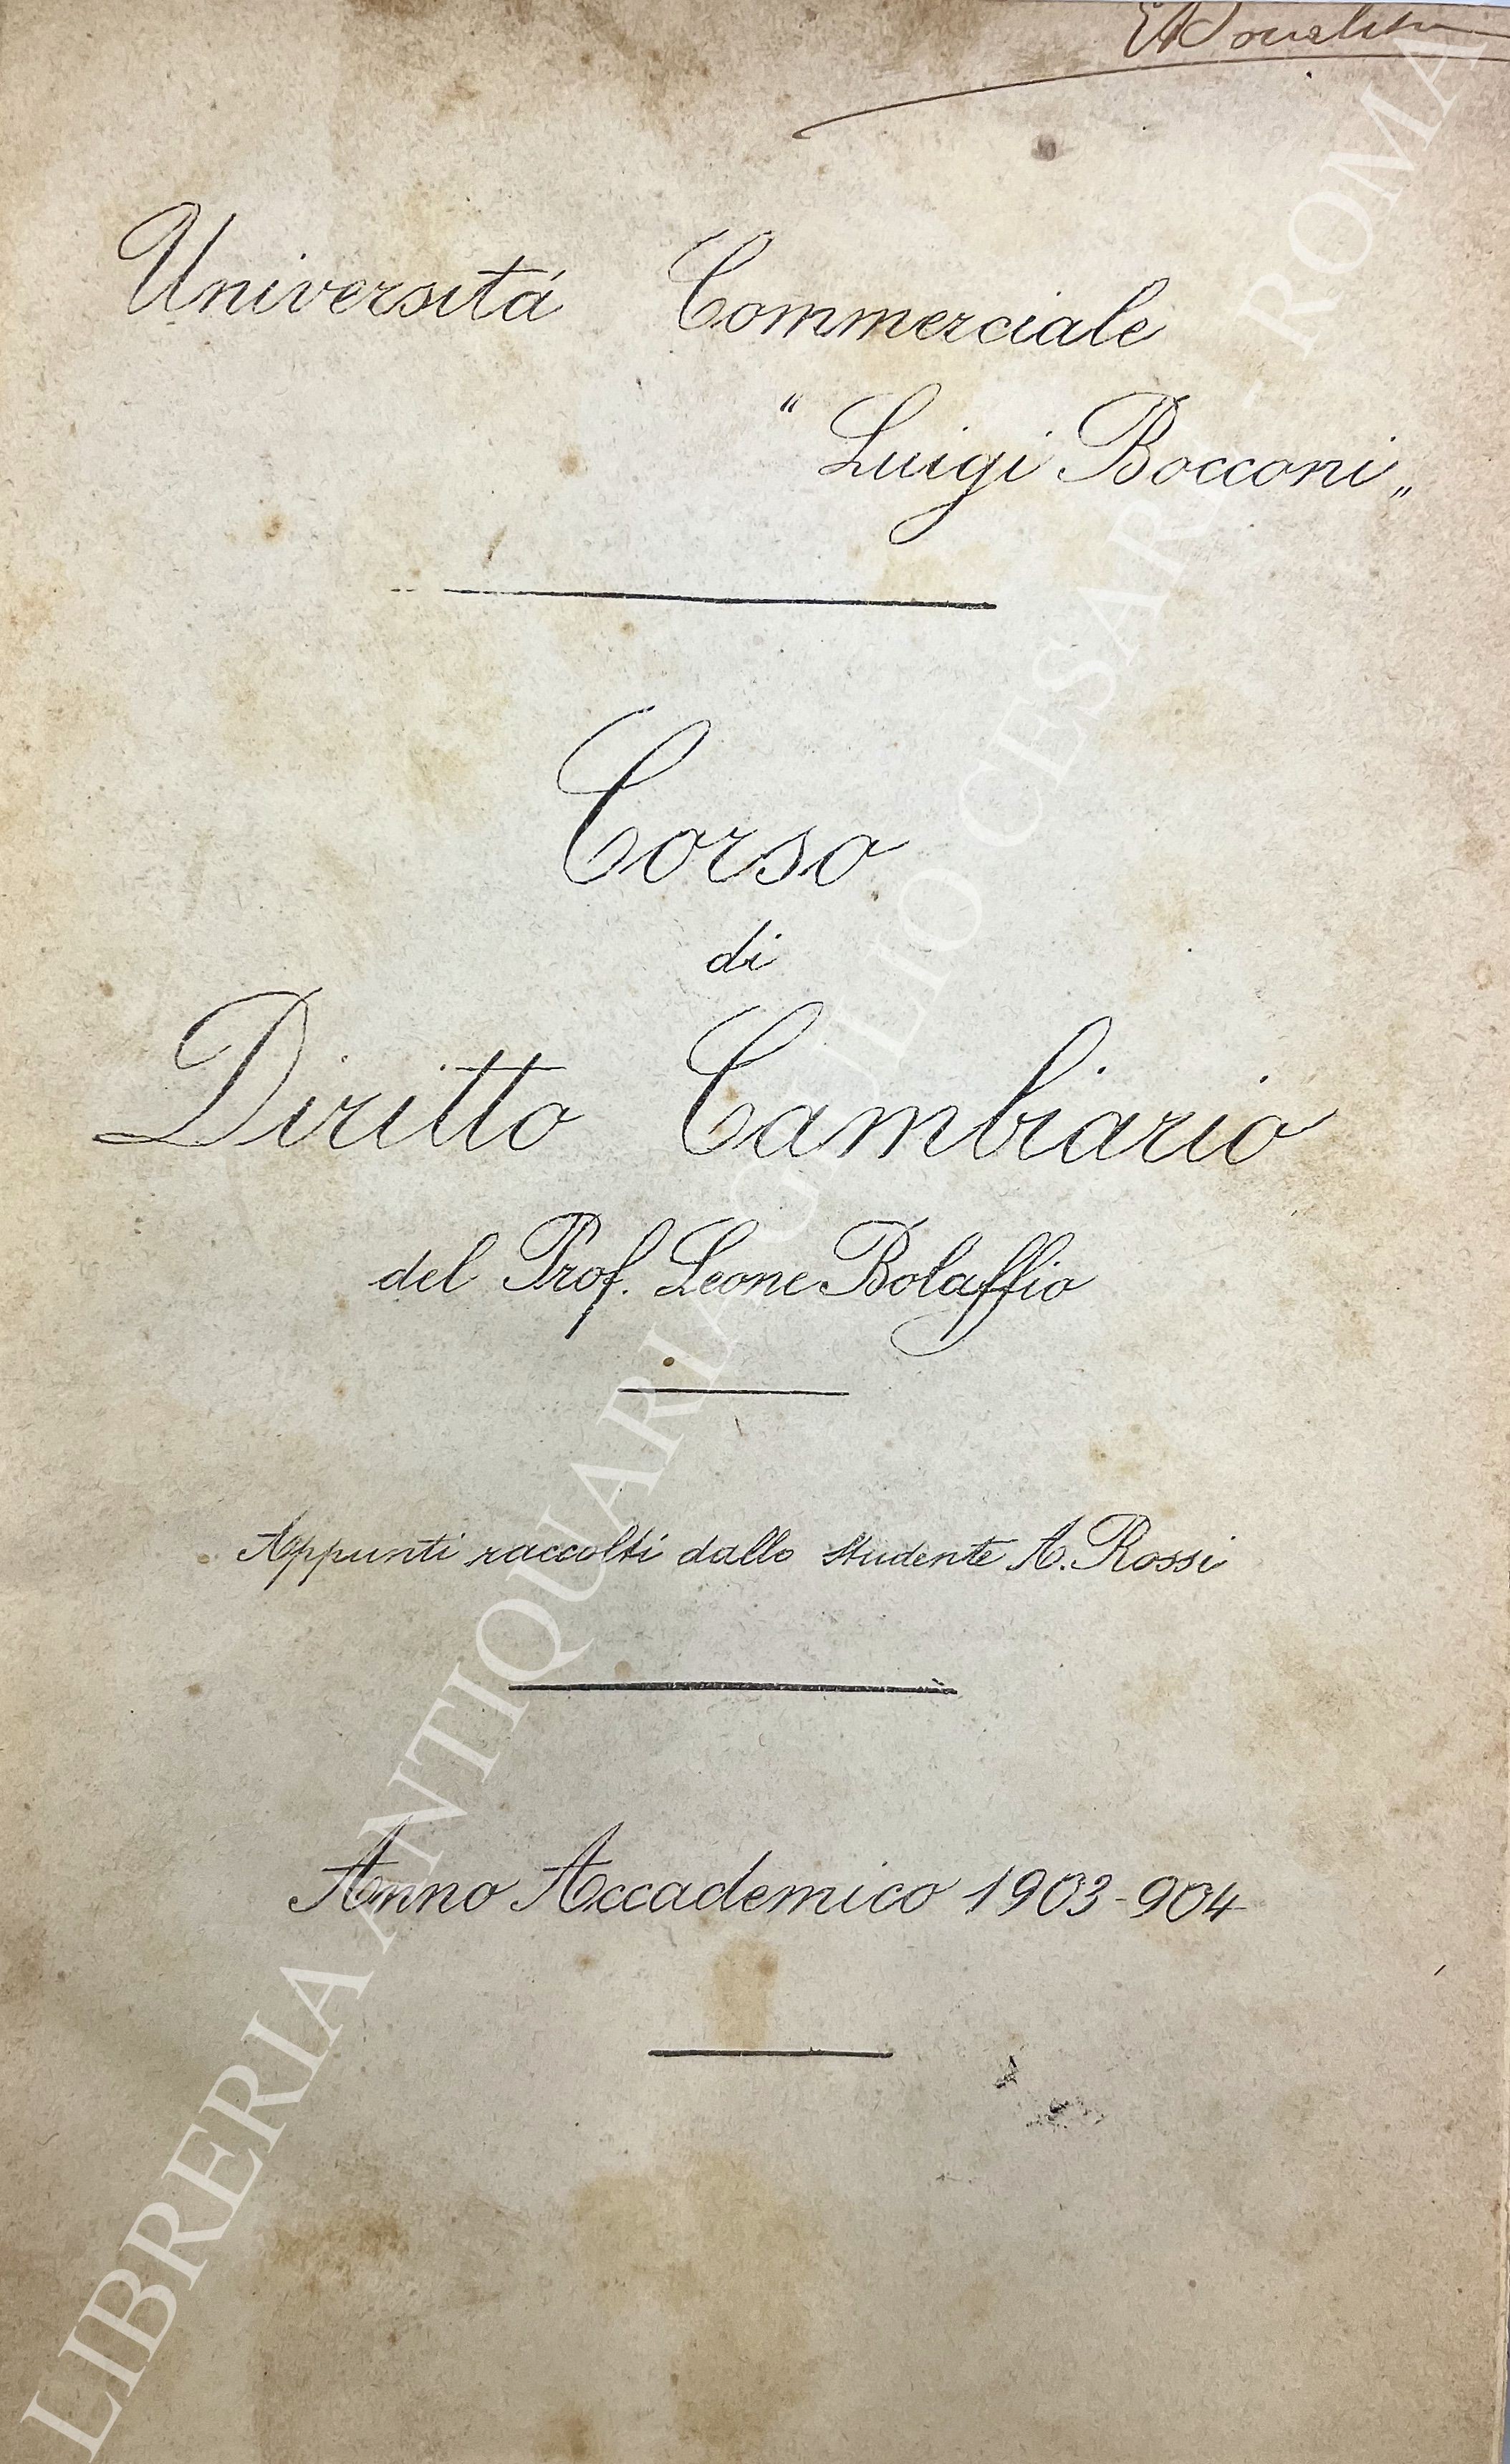 Universitá Commerciale
“ Luigi Bocconi „
Corso
di
Diritto Cambiario
del Prof. Leone Bolaffio
Appunti raccolti dallo studente A. Rossi
Anno Accademico 1903-904
LIBRERIA ANTIQUARIA GIULIO CESARE - ROMA